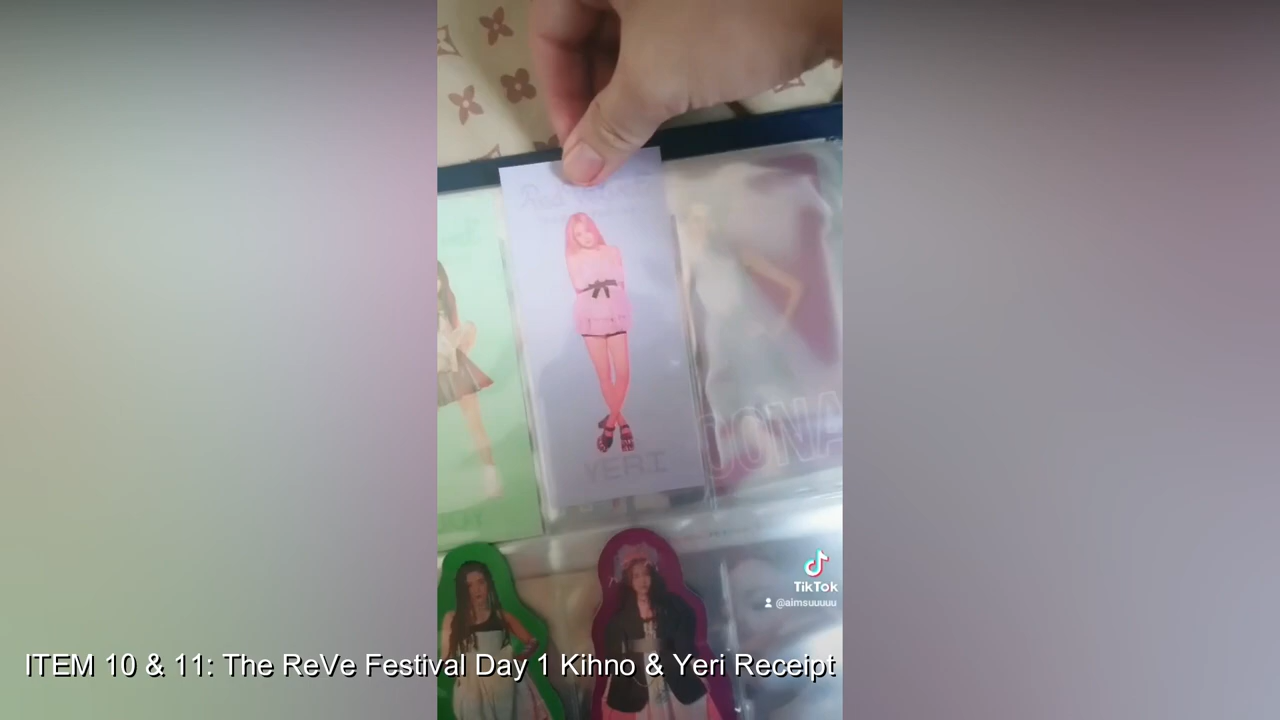 YERI
TikTok
@aimsuuuuu
ITEM 10 & 11: The ReVe Festival Day 1 Kihno & Yeri Receipt